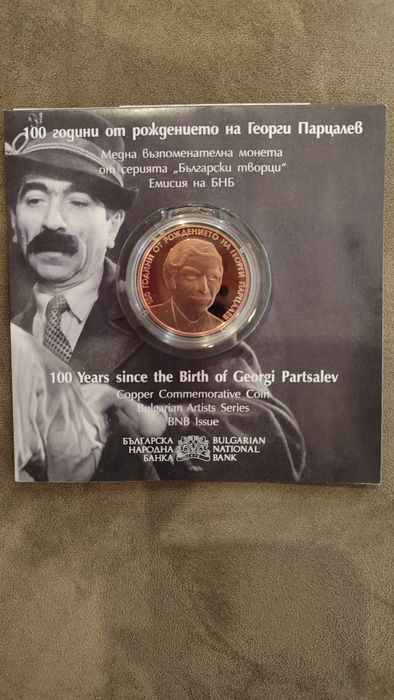 100 години от рождението на Георги Парцалев
Медна възпоменателна монета
от серията „Български творци“
Емисия на БНБ
100 ГОДИНИ ОТ РОЖДЕНИЕТО НА ГЕОРГИ ПАРЦАЛЕВ
100 Years since the Birth of Georgi Partsalev
Copper Commemorative Coin
Bulgarian Artists Series
BNB Issue
БЪЛГАРСКА
НАРОДНА
БАНКА
BULGARIAN
NATIONAL
BANK